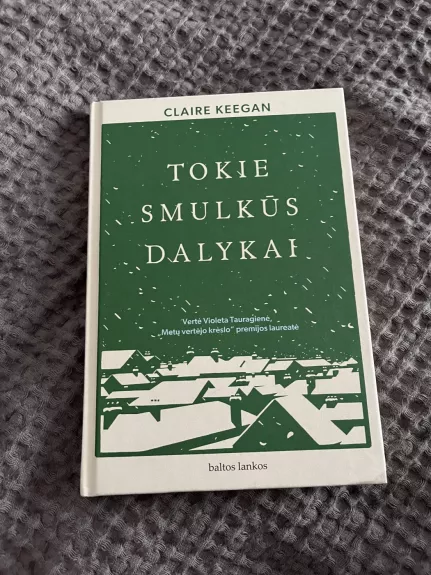 CLAIRE KEEGAN
TOKIE
SMULKŪS
DALYKAI
Vertė Violeta Tauragienė,
„Metų vertėjo krėslo“ premijos laureatė
baltos lankos